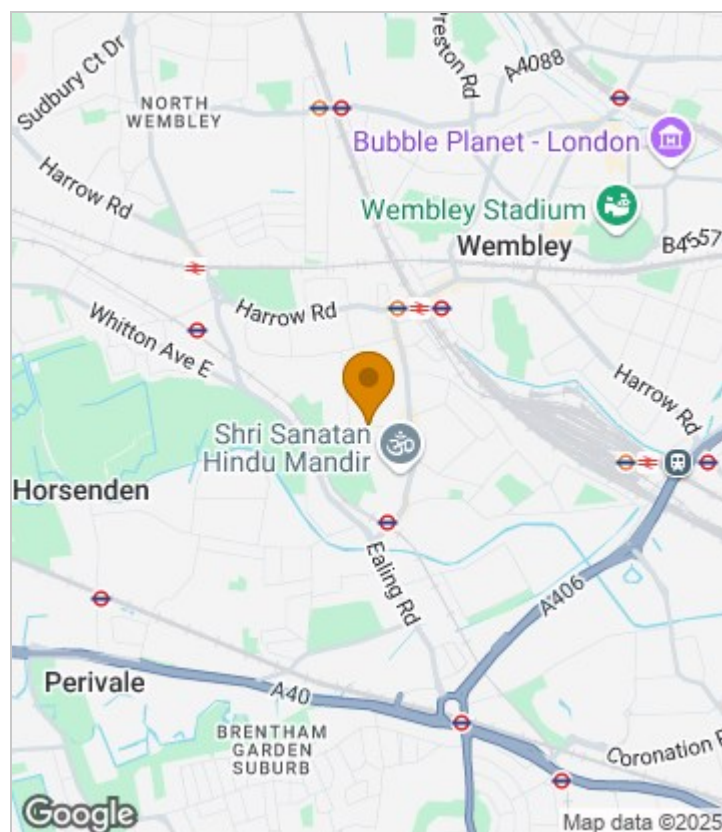 Sudbury Ct Dr
Preston Rd
A4088
NORTH
WEMBLEY
Bubble Planet - London
Harrow Rd
Wembley Stadium
Wembley
B4557
Harrow Rd
Whitton Ave E
Harrow Rd
Shri Sanatan
Hindu Mandir
ॐ
Horsenden
Ealing Rd
A406
Perivale
A40
BRENTHAM
GARDEN
SUBURB
Google
Map data ©2025